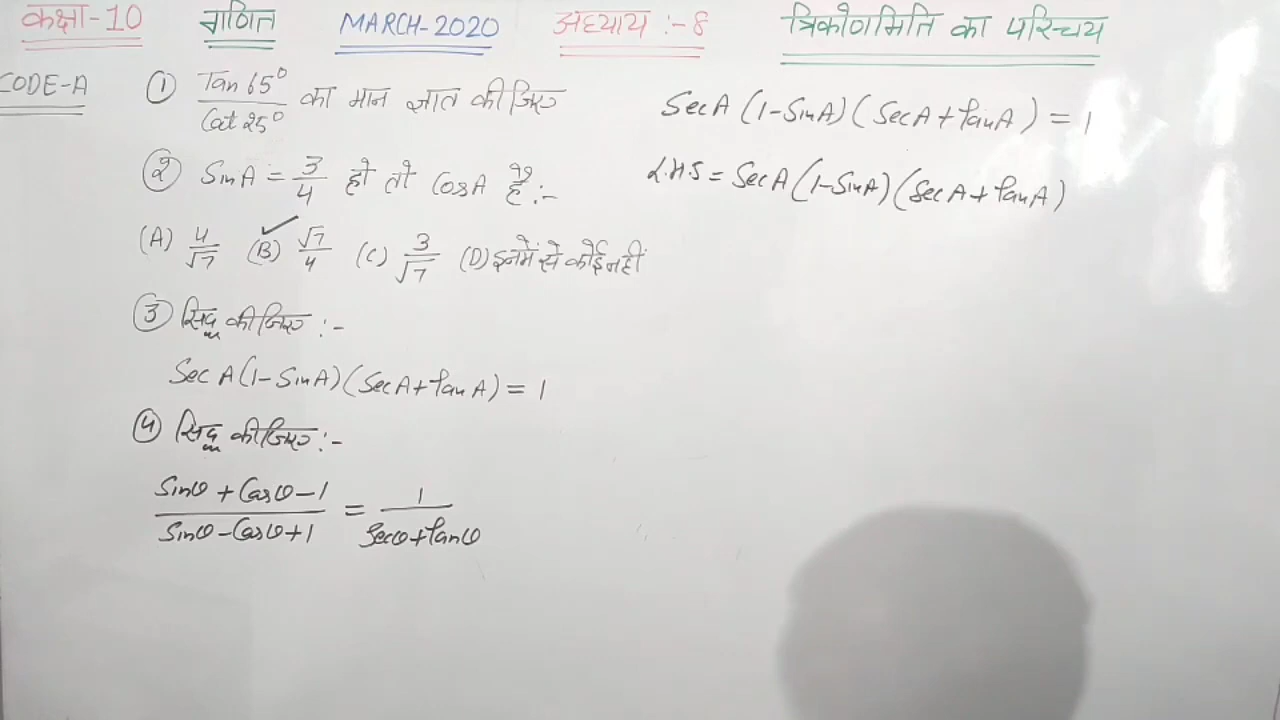 कक्षा-10 गणित MARCH-2020 अध्याय :- 8 त्रिकोणमिति का परिचय
CODE-A
① Tan 65° / Cot 25° का मान ज्ञात कीजिए
② SinA = 3/4 हो तो CosA है :-
(A) 4/√7 (B) ✓ √7/4 (C) 3/√7 (D) इनमें से कोई नहीं
③ सिद्ध कीजिए :-
Sec A (1-SinA) (SecA + tan A) = 1
④ सिद्ध कीजिए :-
Sinθ + Cosθ - 1 / Sinθ - Cosθ + 1 = 1 / Secθ + tanθ
SecA (1-SinA) (SecA + tanA) = 1
L.H.S = SecA (1-SinA) (SecA + tanA)